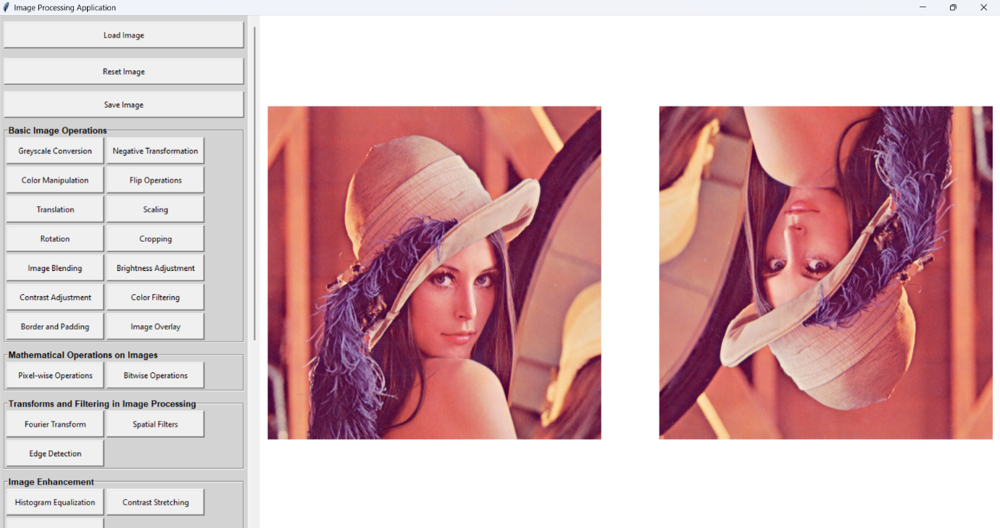 Image Processing Application
Load Image
Reset Image
Save Image
Basic Image Operations
Greyscale Conversion Negative Transformation
Color Manipulation Flip Operations
Translation Scaling
Rotation Cropping
Image Blending Brightness Adjustment
Contrast Adjustment Color Filtering
Border and Padding Image Overlay
Mathematical Operations on Images
Pixel-wise Operations Bitwise Operations
Transforms and Filtering in Image Processing
Fourier Transform Spatial Filters
Edge Detection
Image Enhancement
Histogram Equalization Contrast Stretching